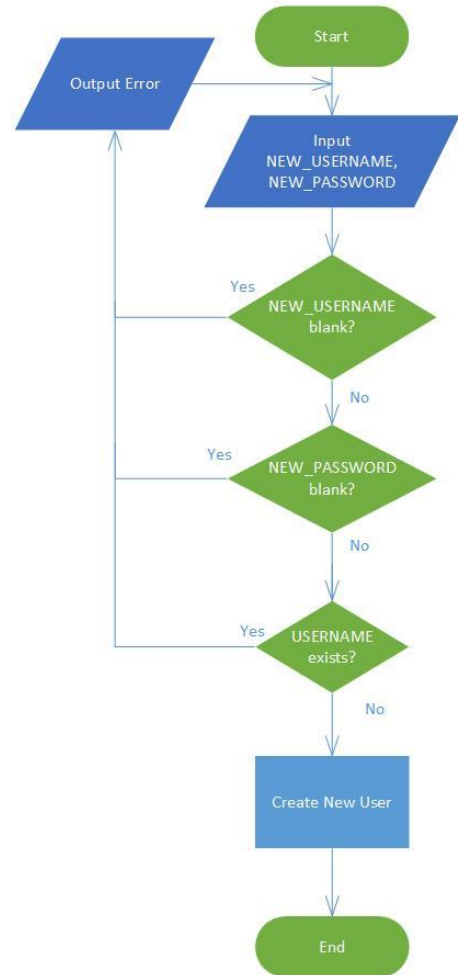 Start
Output Error
Input
NEW_USERNAME,
NEW_PASSWORD
Yes
NEW_USERNAME
blank?
No
Yes
NEW_PASSWORD
blank?
No
Yes
USERNAME
exists?
No
Create New User
End